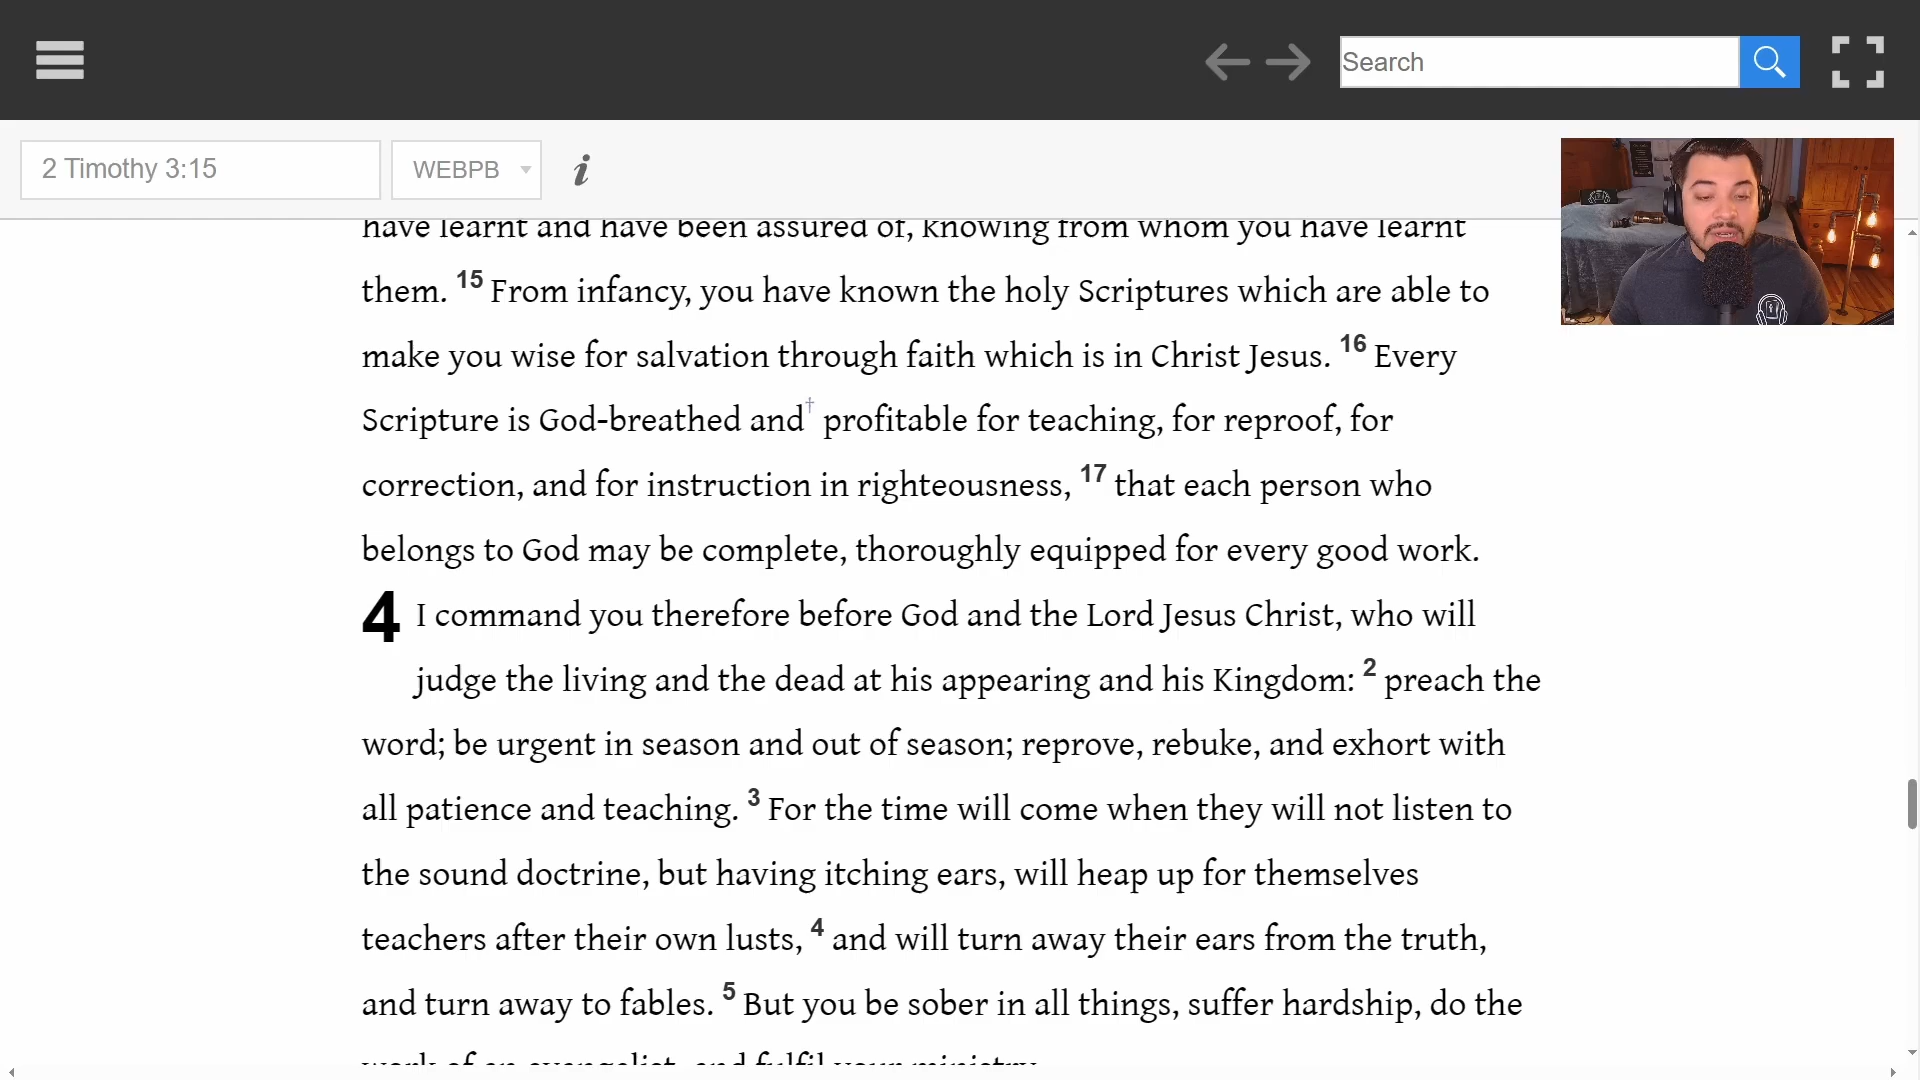 Search
2 Timothy 3:15
WEBPB
i
have learnt and have been assured of, knowing from whom you have learnt
them. 15 From infancy, you have known the holy Scriptures which are able to
make you wise for salvation through faith which is in Christ Jesus. 16 Every
Scripture is God-breathed and† profitable for teaching, for reproof, for
correction, and for instruction in righteousness, 17 that each person who
belongs to God may be complete, thoroughly equipped for every good work.
4 I command you therefore before God and the Lord Jesus Christ, who will
judge the living and the dead at his appearing and his Kingdom: 2 preach the
word; be urgent in season and out of season; reprove, rebuke, and exhort with
all patience and teaching. 3 For the time will come when they will not listen to
the sound doctrine, but having itching ears, will heap up for themselves
teachers after their own lusts, 4 and will turn away their ears from the truth,
and turn away to fables. 5 But you be sober in all things, suffer hardship, do the
work of an evangelist, and fulfil your ministry.